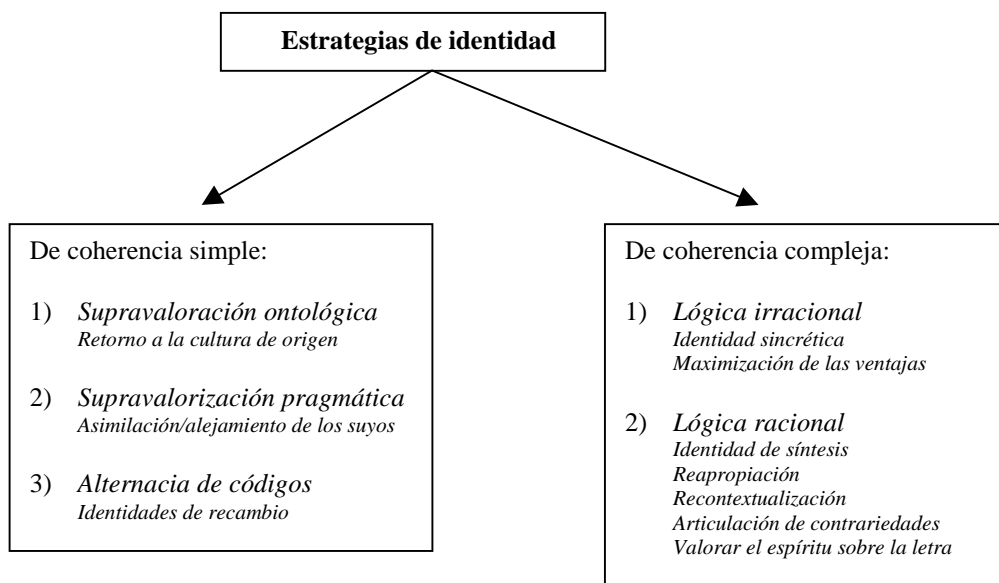 Estrategias de identidad
De coherencia simple:
1) Supravaloración ontológica
Retorno a la cultura de origen
2) Supravalorización pragmática
Asimilación/alejamiento de los suyos
3) Alternacia de códigos
Identidades de recambio
De coherencia compleja:
1) Lógica irracional
Identidad sincrética
Maximización de las ventajas
2) Lógica racional
Identidad de síntesis
Reapropiación
Recontextualización
Articulación de contrariedades
Valorar el espíritu sobre la letra